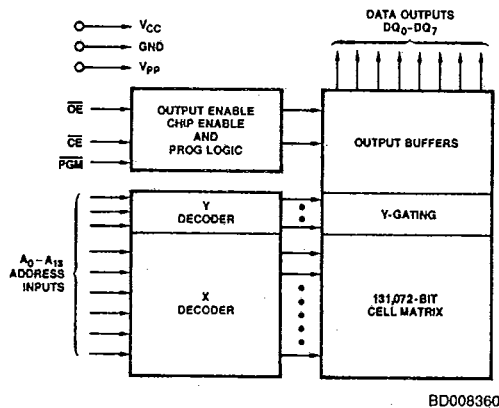 DATA OUTPUTS
DQ0-DQ7
VCC
GND
VPP
OE
CE
PGM
OUTPUT ENABLE
CHIP ENABLE
AND
PROG LOGIC
OUTPUT BUFFERS
Y
DECODER
Y-GATING
A0-A13
ADDRESS
INPUTS
X
DECODER
131,072-BIT
CELL MATRIX
BD008360